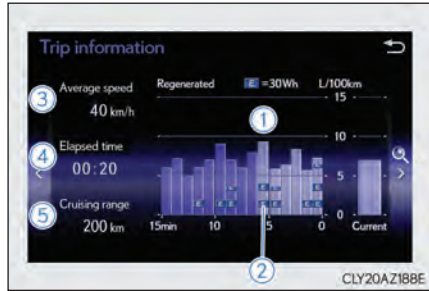 Trip information
Average speed
40 km/h
Elapsed time
00:20
Cruising range
200 km
Regenerated E =30Wh L/100km
15
10
5
0
15min 10 5 0 Current
1
2
3
4
5
E E E E E E E E E E
CLY20AZ188E